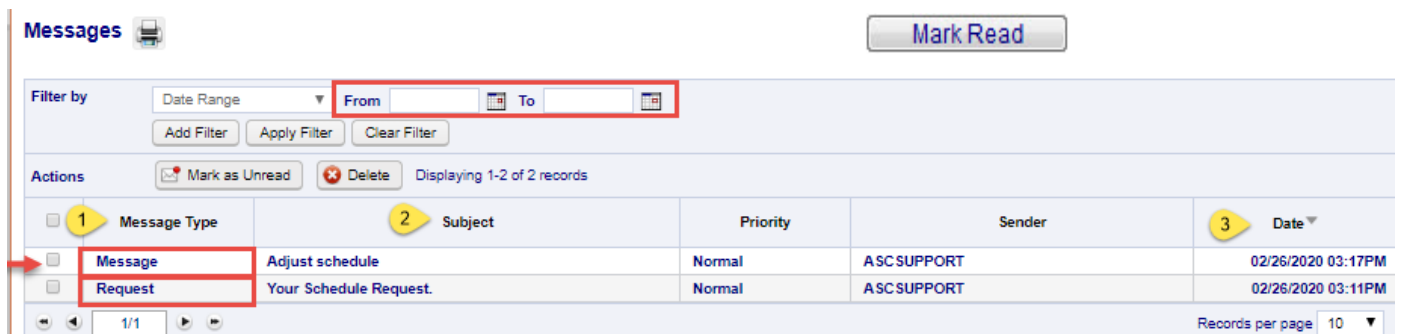 Messages Mark Read
Filter by Date Range From To
Add Filter Apply Filter Clear Filter
Actions Mark as Unread Delete Displaying 1-2 of 2 records
1 Message Type 2 Subject Priority Sender 3 Date
Message Adjust schedule Normal ASCSUPPORT 02/26/2020 03:17PM
Request Your Schedule Request. Normal ASCSUPPORT 02/26/2020 03:11PM
1/1 Records per page 10